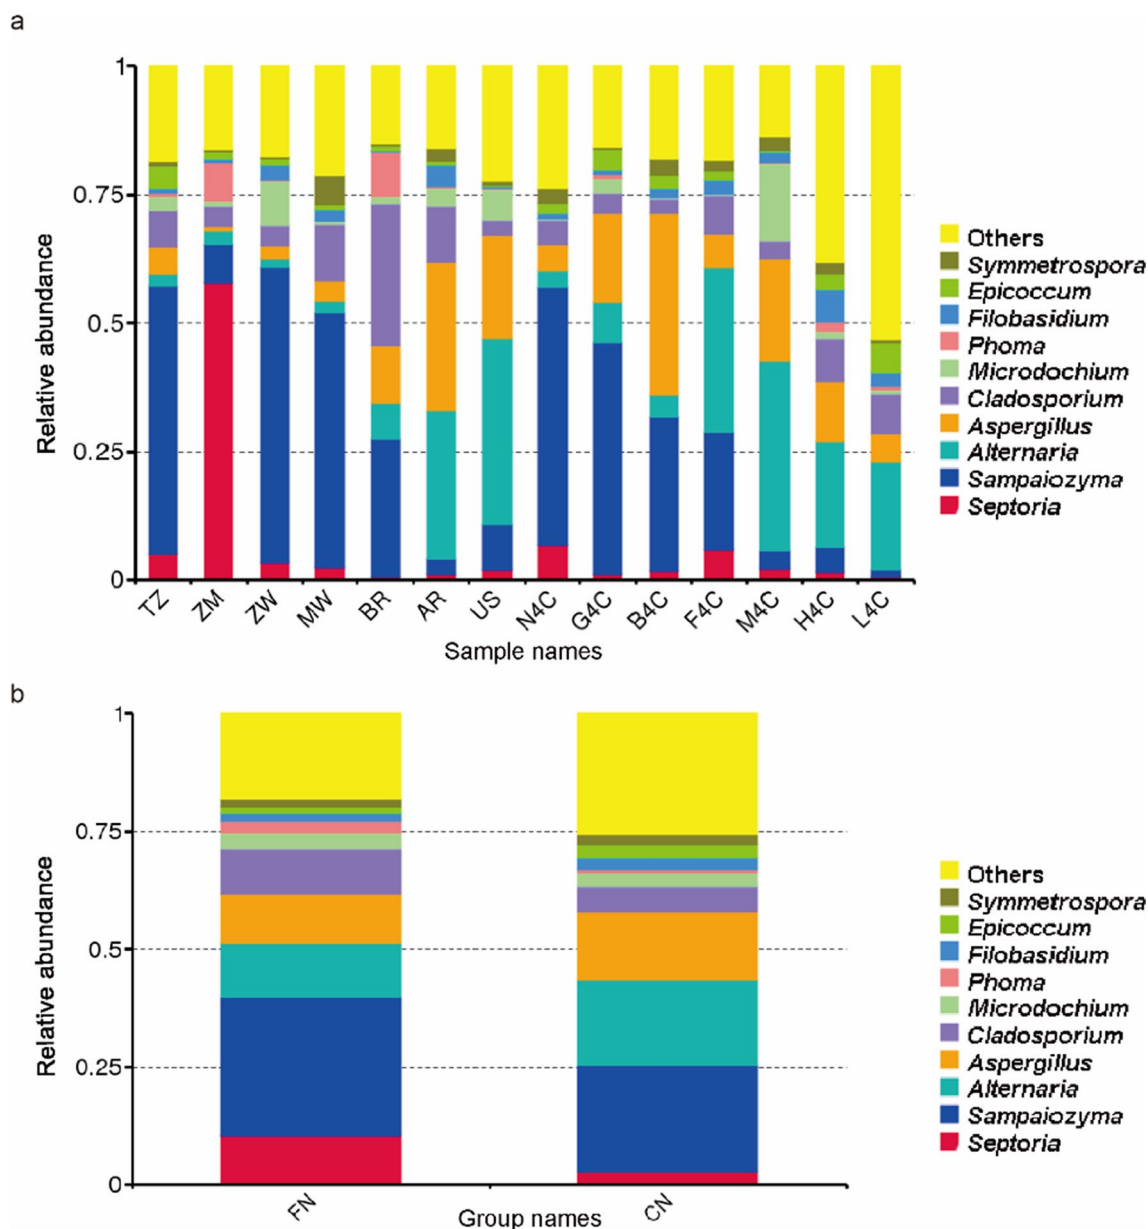 a
1
0.75
0.5
0.25
0
Relative abundance
TZ
ZM
ZW
MW
BR
AR
US
N4C
G4C
B4C
F4C
M4C
H4C
L4C
Sample names
Others
Symmetrospora
Epicoccum
Filobasidium
Phoma
Microdochium
Cladosporium
Aspergillus
Alternaria
Sampaiozyma
Septoria
b
1
0.75
0.5
0.25
0
Relative abundance
FN
CN
Group names
Others
Symmetrospora
Epicoccum
Filobasidium
Phoma
Microdochium
Cladosporium
Aspergillus
Alternaria
Sampaiozyma
Septoria